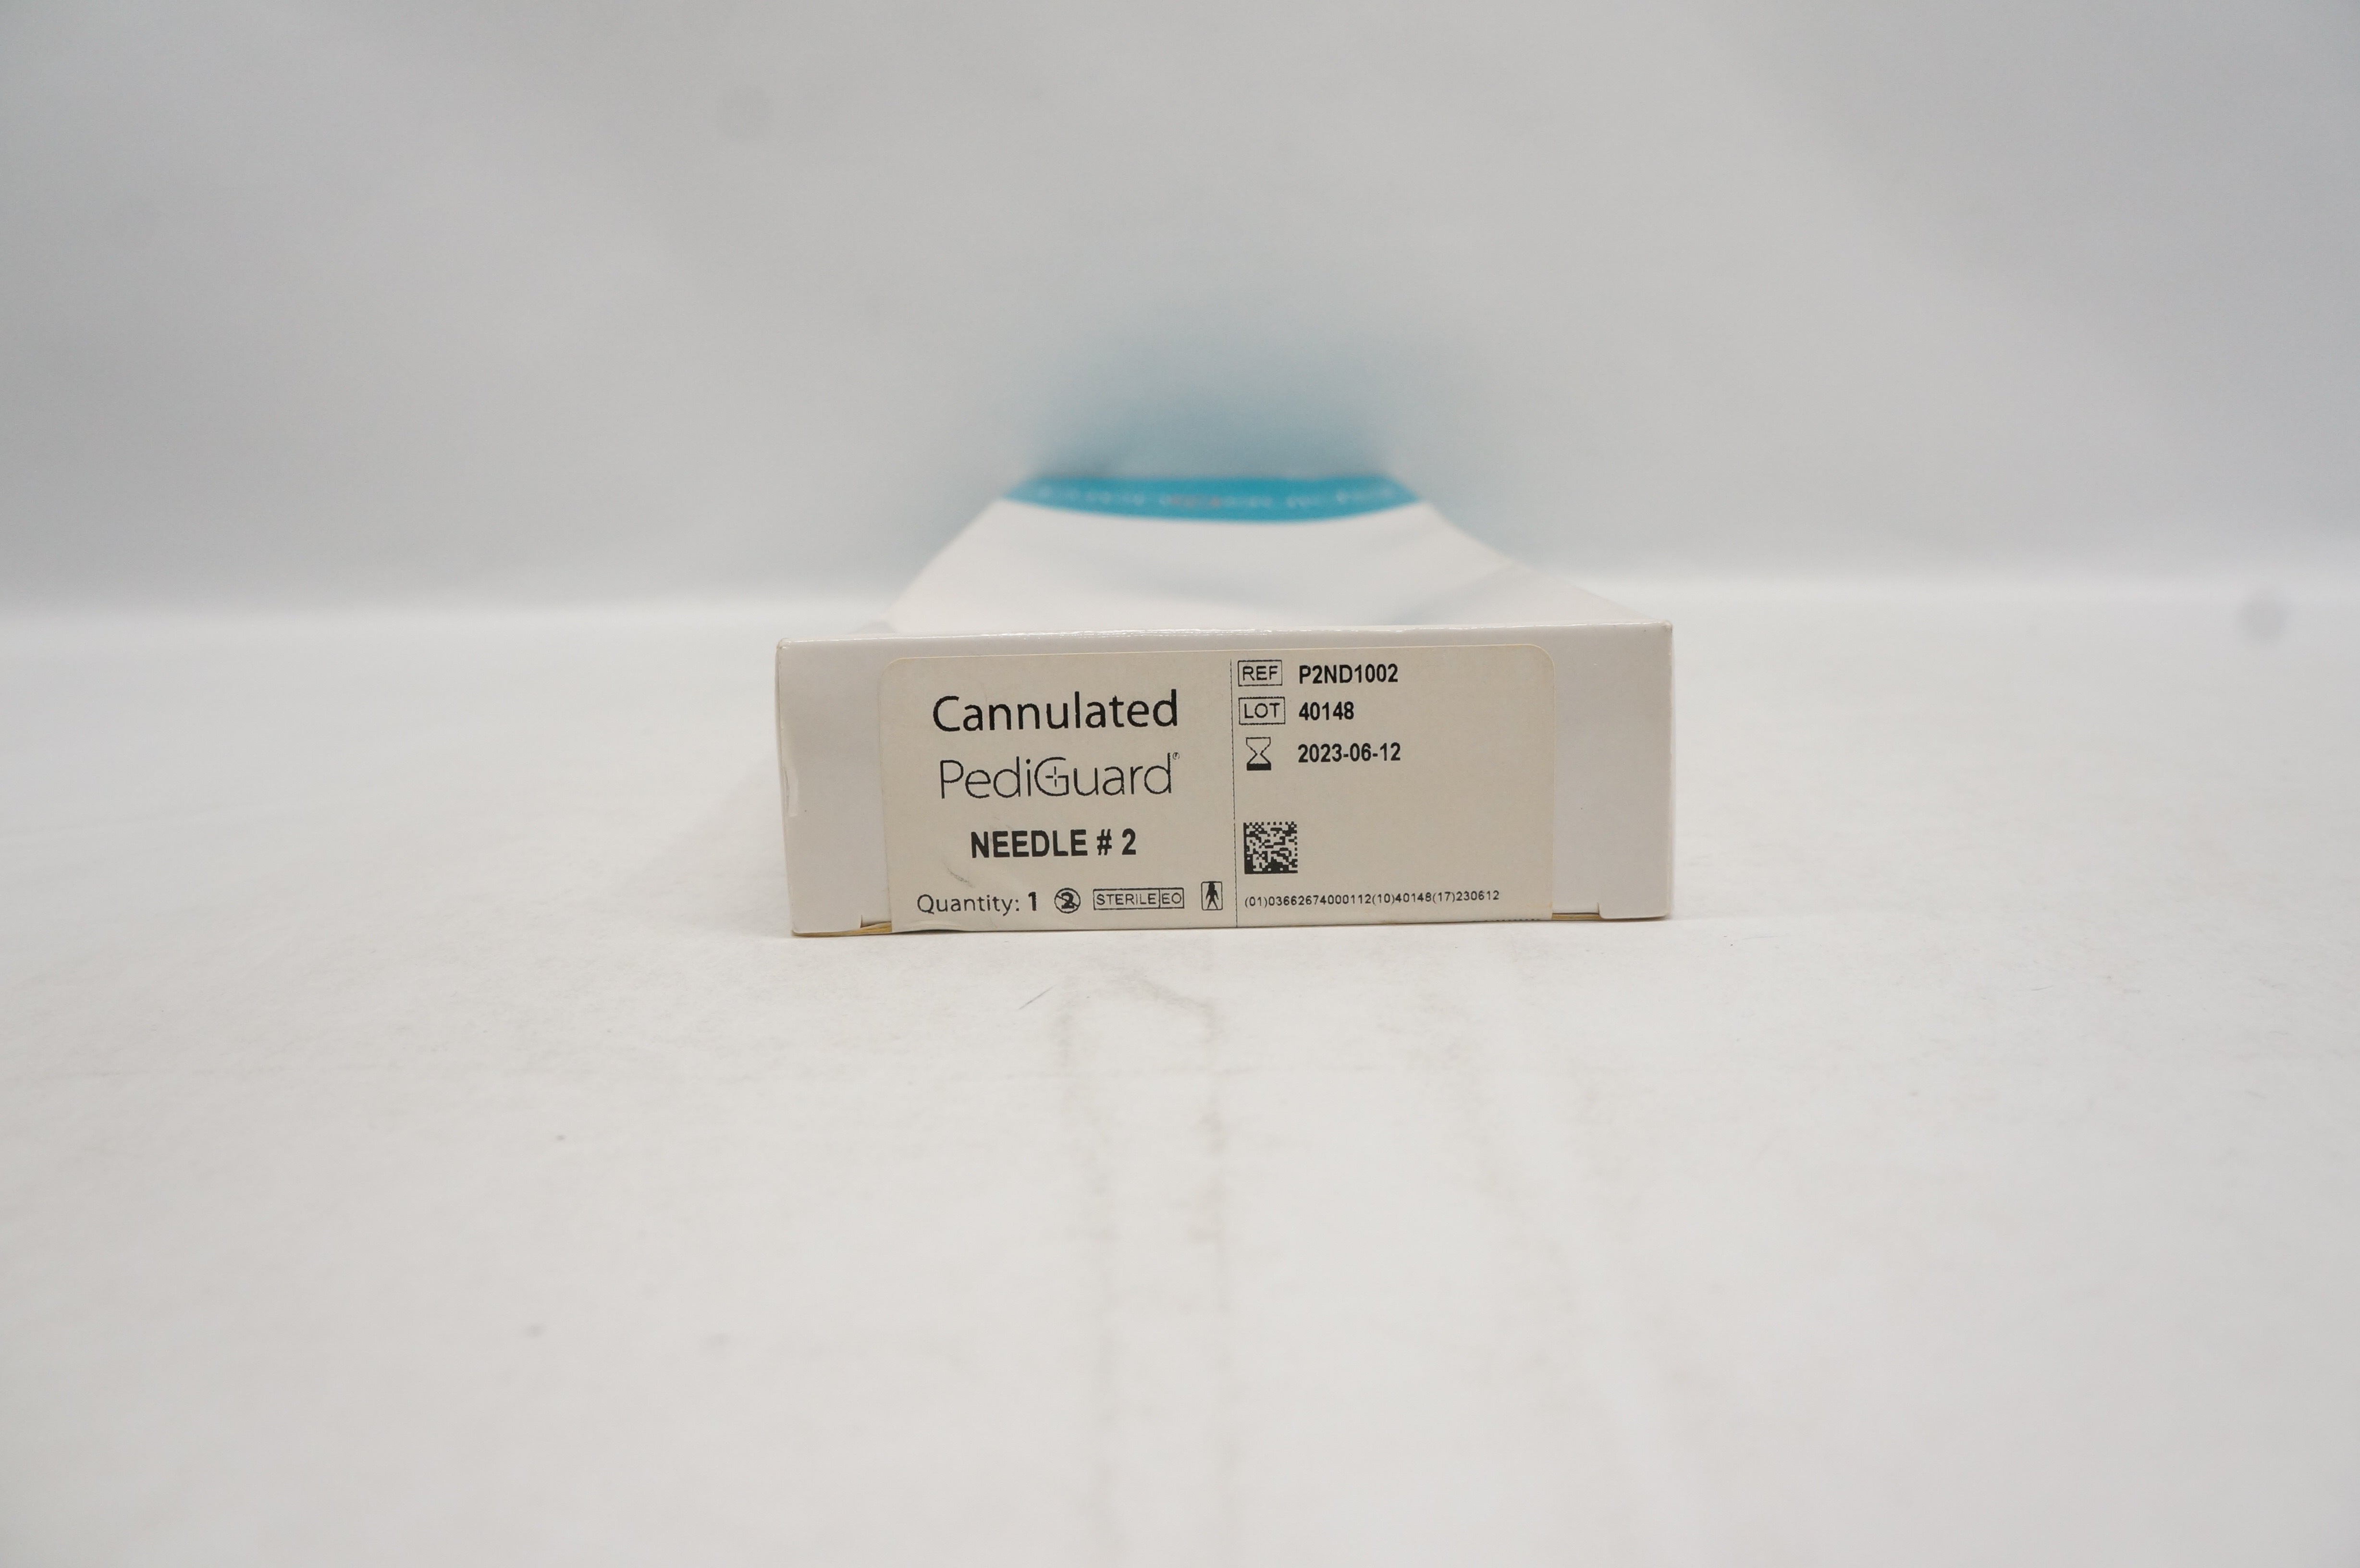 Cannulated
PediGuard®
NEEDLE # 2
Quantity: 1 2 STERILE EO
REF P2ND1002
LOT 40148
2023-06-12
(01)03662674000112(10)40148(17)230612